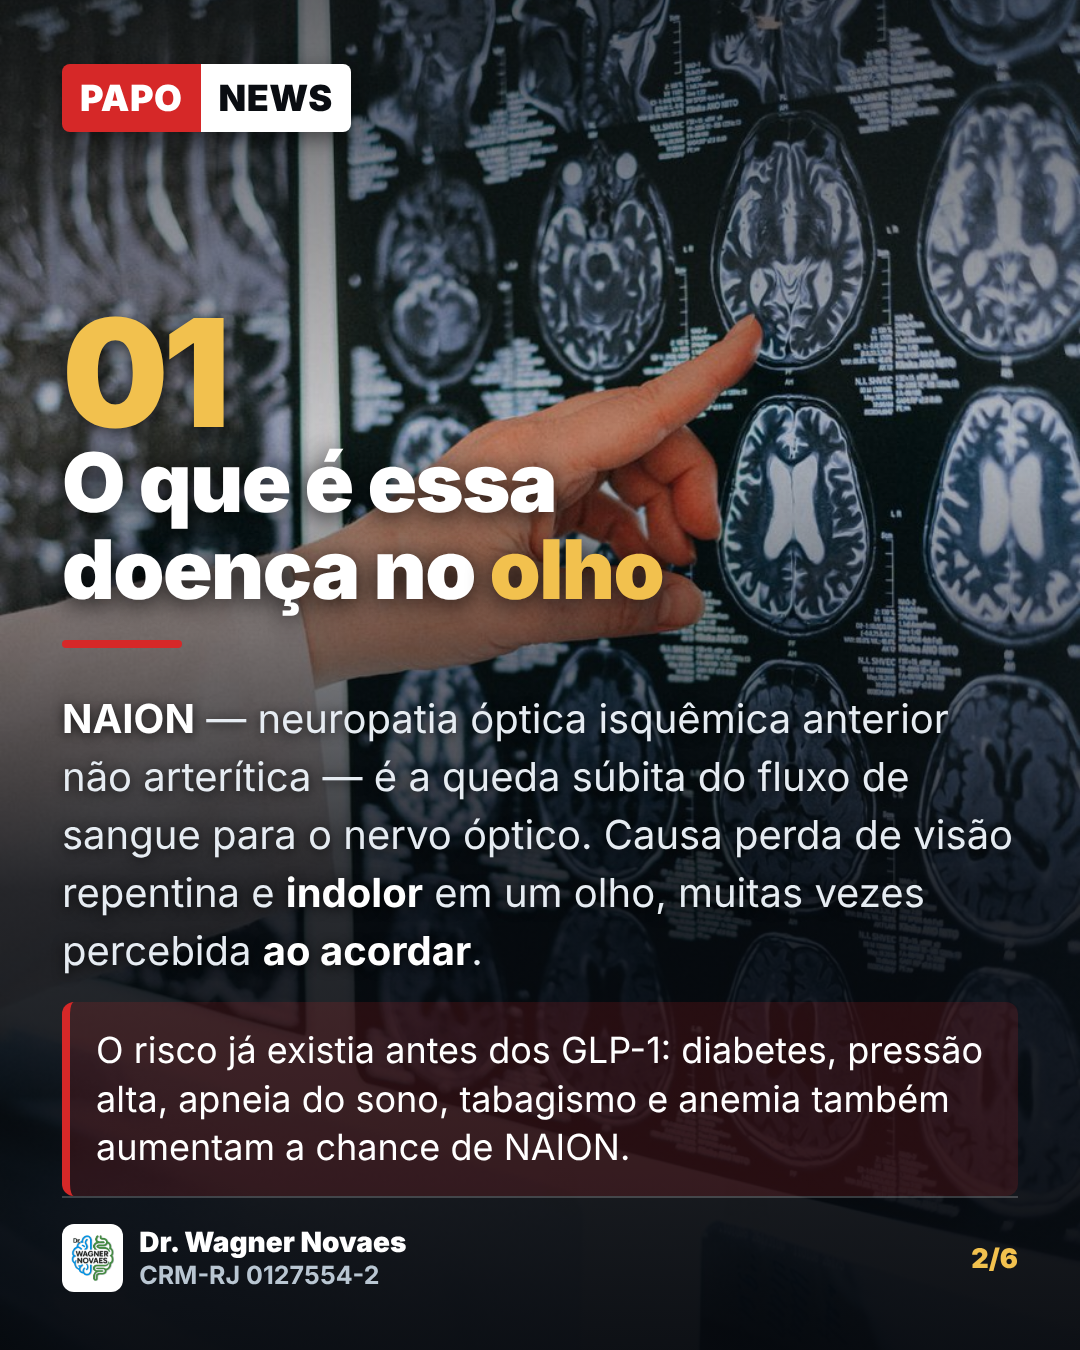 PAPO NEWS
01
O que é essa
doença no olho
NAION — neuropatia óptica isquêmica anterior
não arterítica — é a queda súbita do fluxo de
sangue para o nervo óptico. Causa perda de visão
repentina e indolor em um olho, muitas vezes
percebida ao acordar.
O risco já existia antes dos GLP-1: diabetes, pressão
alta, apneia do sono, tabagismo e anemia também
aumentam a chance de NAION.
Dr. WAGNER NOVAES
Dr. Wagner Novaes
CRM-RJ 0127554-2
2/6